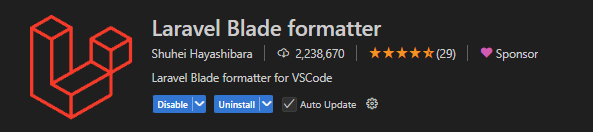 Laravel Blade formatter
Shuhei Hayashibara 2,238,670 (29) Sponsor
Laravel Blade formatter for VSCode
Disable Uninstall Auto Update